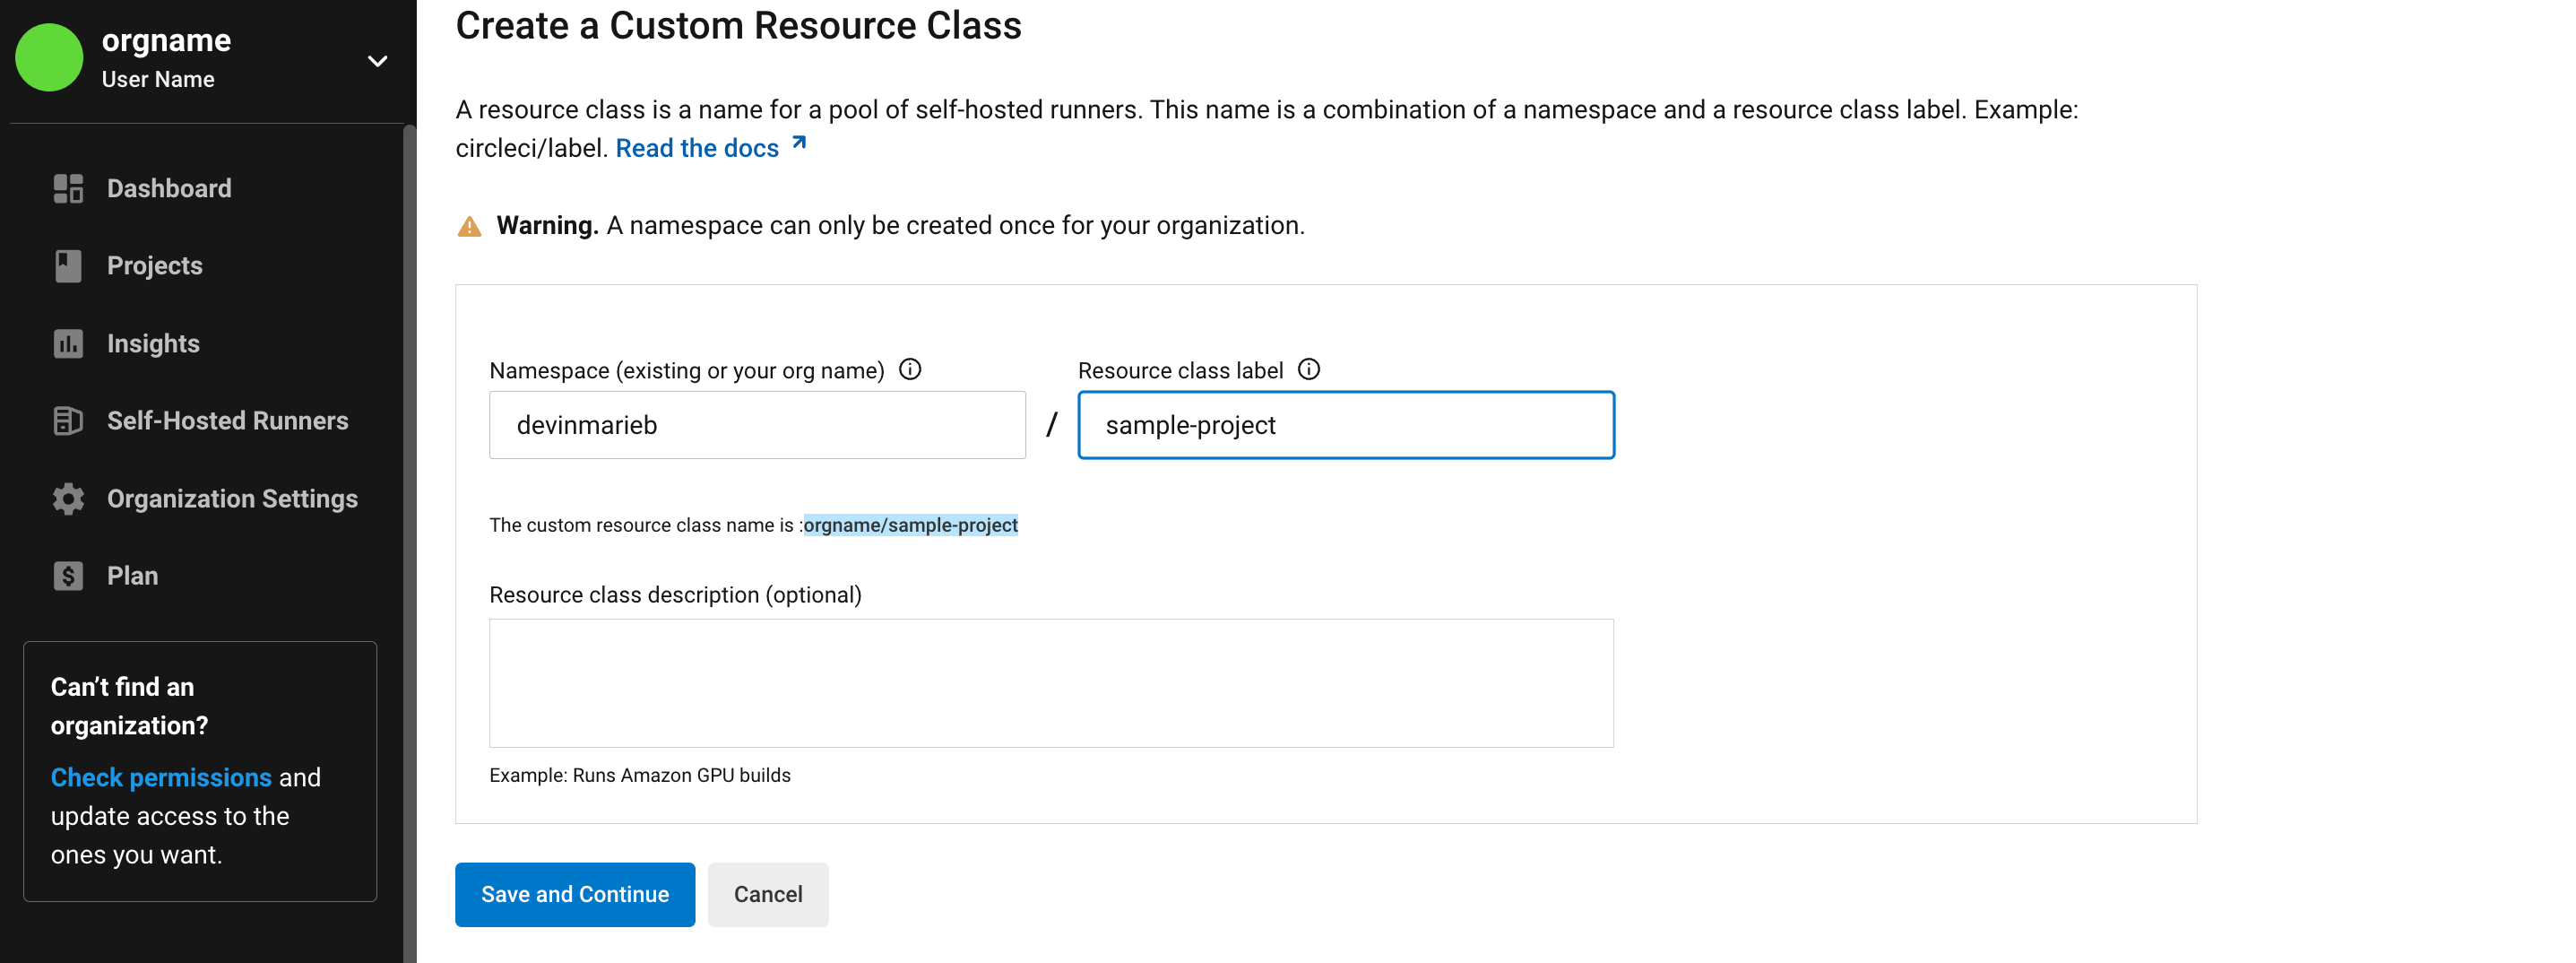 orgname
User Name
Dashboard
Projects
Insights
Self-Hosted Runners
Organization Settings
Plan
Can’t find an
organization?
Check permissions and
update access to the
ones you want.
Create a Custom Resource Class
A resource class is a name for a pool of self-hosted runners. This name is a combination of a namespace and a resource class label. Example:
circleci/label. Read the docs
Warning. A namespace can only be created once for your organization.
Namespace (existing or your org name) Resource class label
devinmarieb / sample-project
The custom resource class name is :orgname/sample-project
Resource class description (optional)
Example: Runs Amazon GPU builds
Save and Continue Cancel